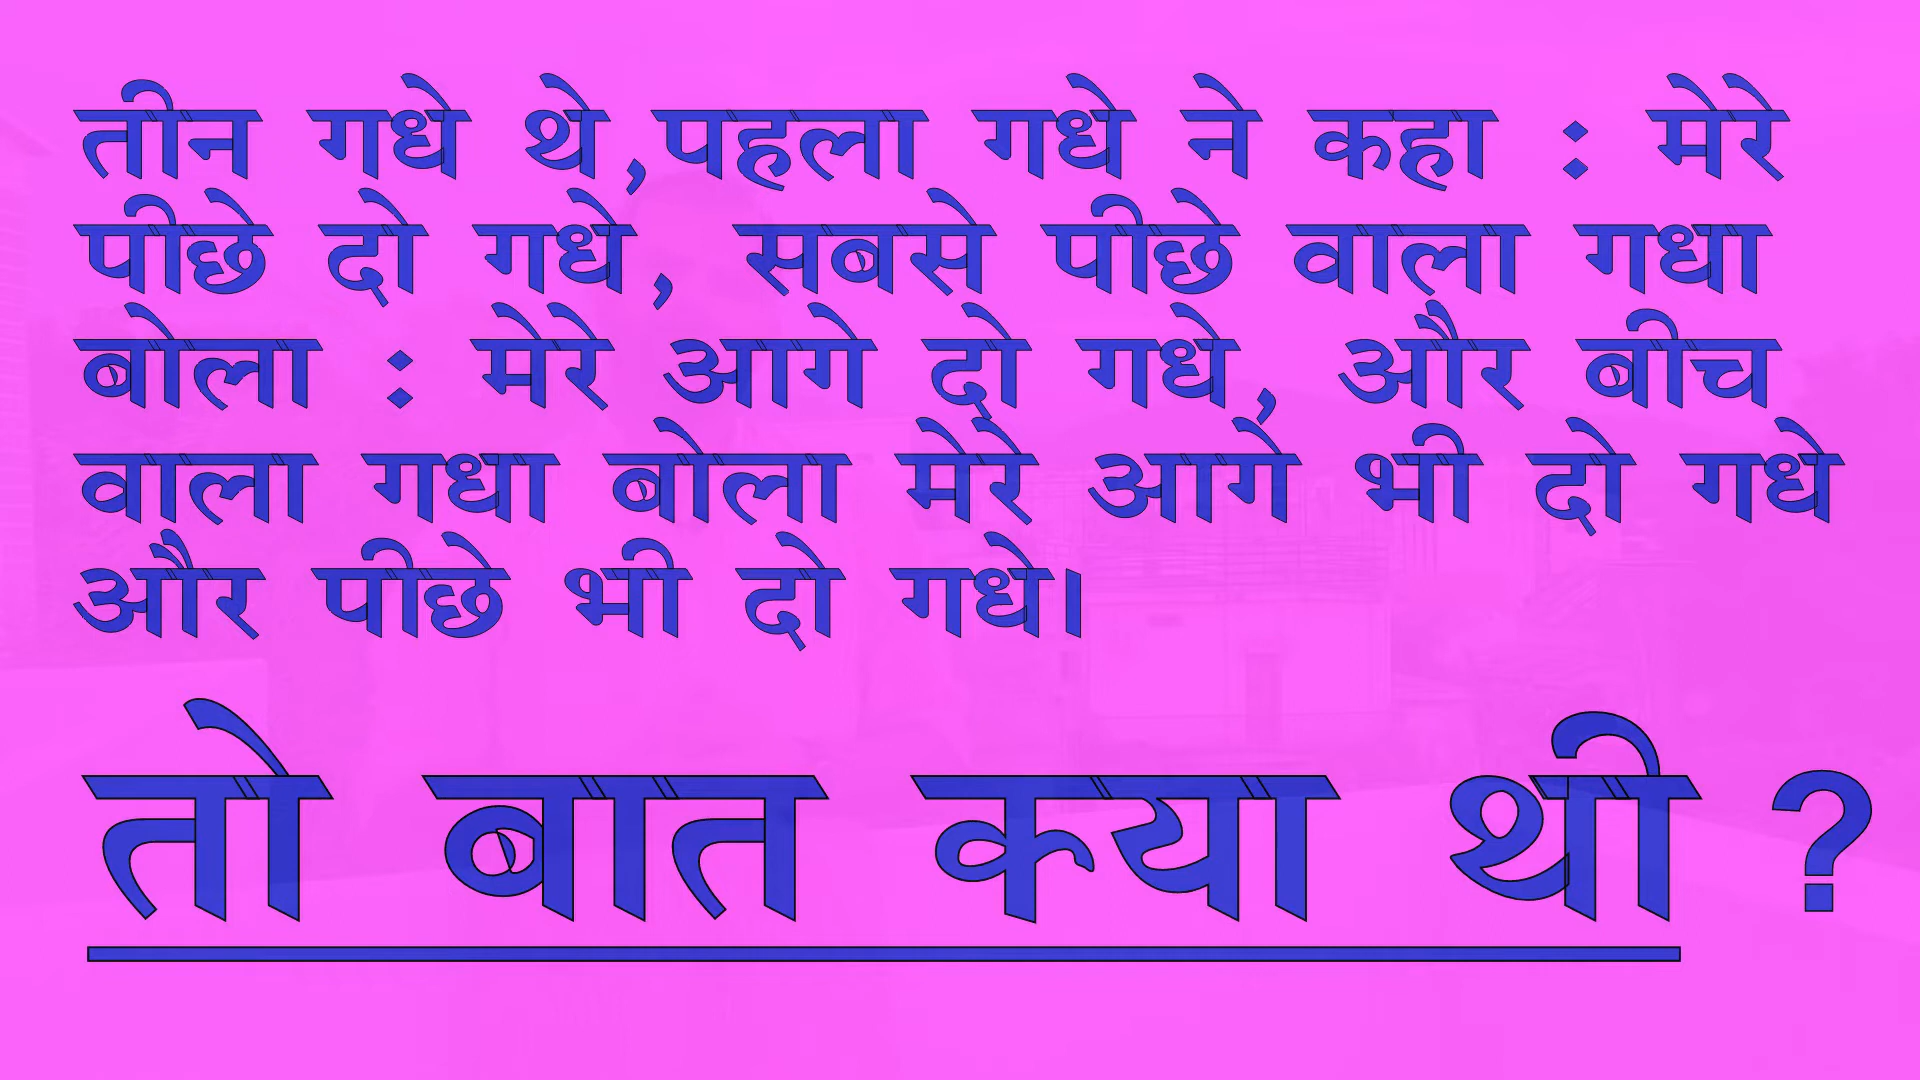 तीन गधे थे,पहला गधे ने कहा : मेरे
पीछे दो गधे, सबसे पीछे वाला गधा
बोला : मेरे आगे दो गधे, और बीच
वाला गधा बोला मेरे आगे भी दो गधे
और पीछे भी दो गधे।
तो बात क्या थी ?